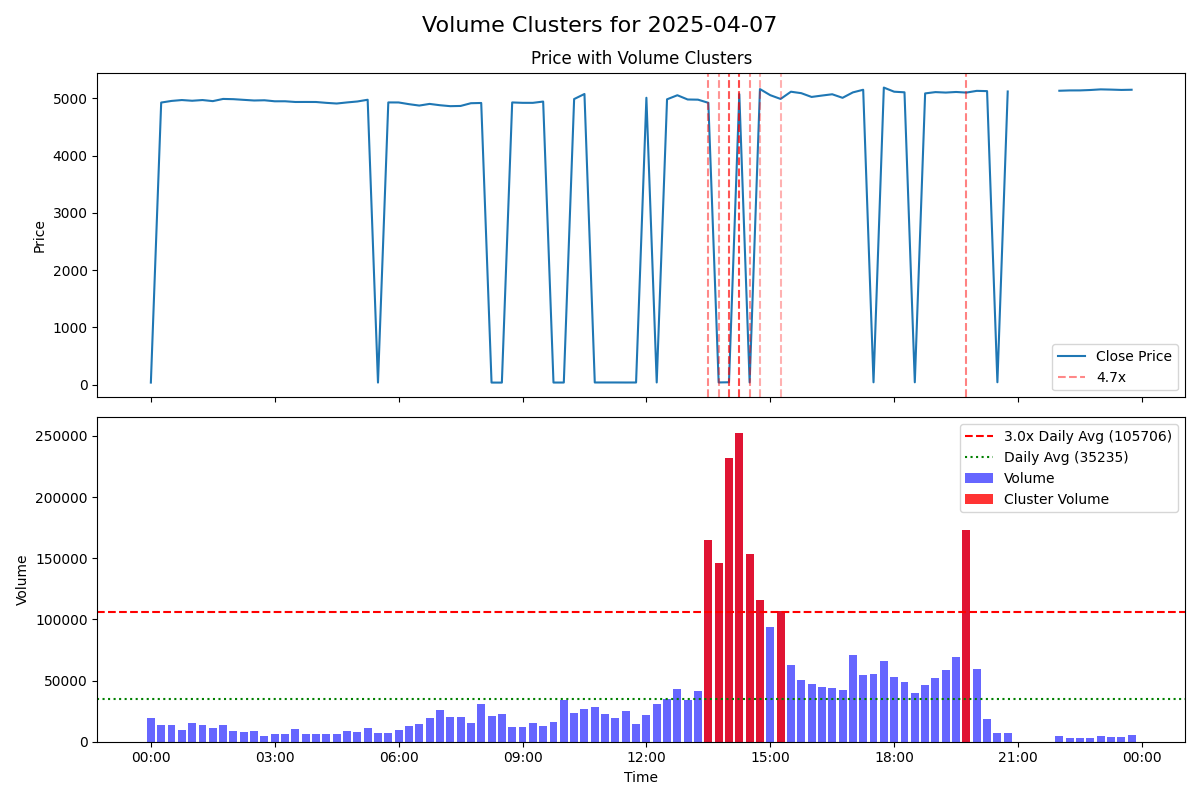 Volume Clusters for 2025-04-07
Price with Volume Clusters
Price
5000
4000
3000
2000
1000
0
Close Price
4.7x
Volume
250000
200000
150000
100000
50000
0
3.0x Daily Avg (105706)
Daily Avg (35235)
Volume
Cluster Volume
00:00 03:00 06:00 09:00 12:00 15:00 18:00 21:00 00:00
Time